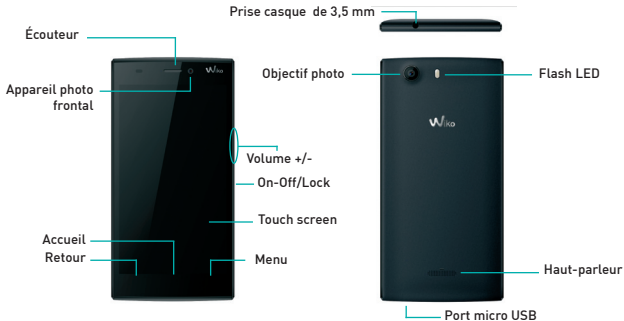 Prise casque de 3,5 mm
Écouteur
Appareil photo
frontal
Wiko
Objectif photo
Flash LED
Wiko
Volume +/-
On-Off/Lock
Touch screen
Accueil
Retour
Menu
Haut-parleur
Port micro USB